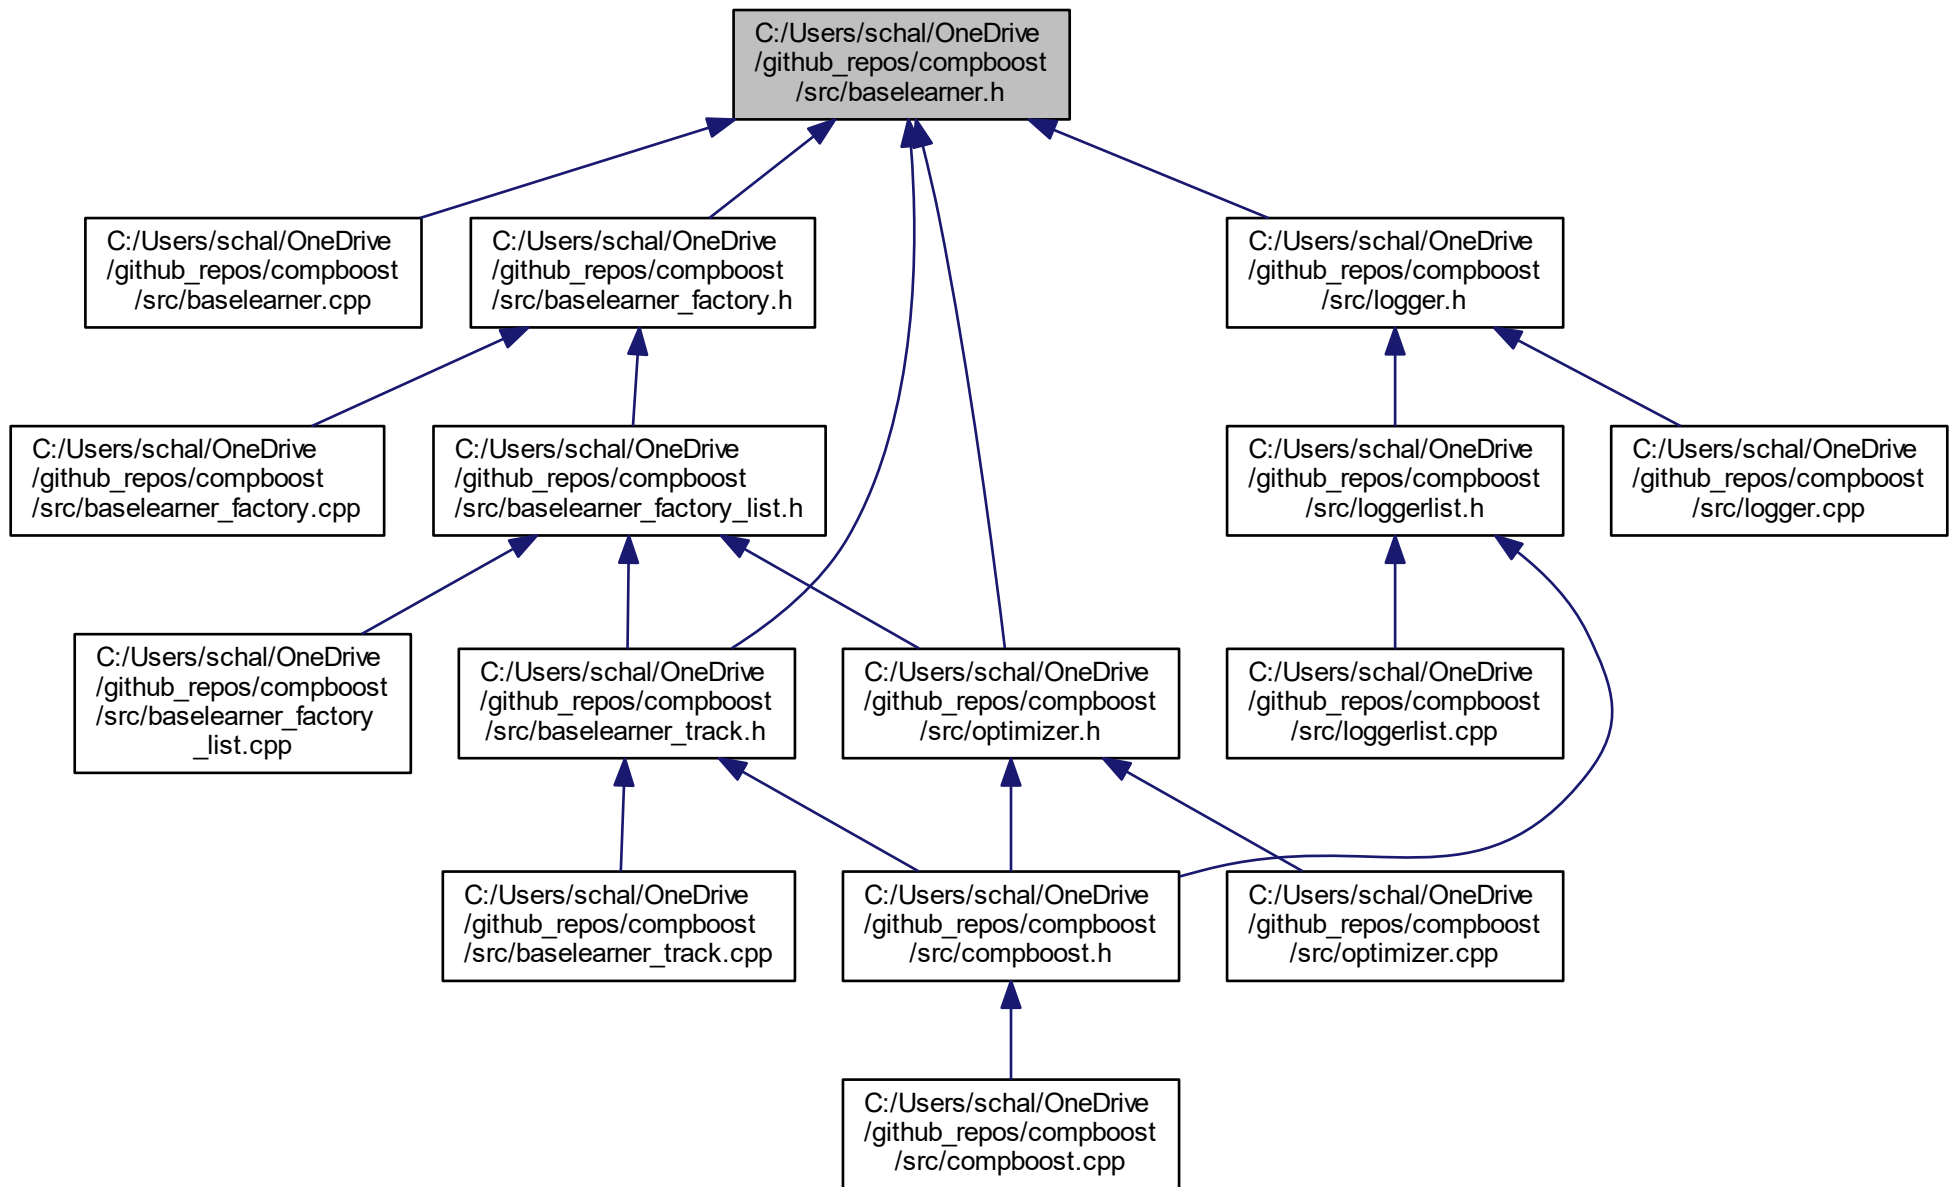 C:/Users/schal/OneDrive
/github_repos/compboost
/src/baselearner.h
C:/Users/schal/OneDrive
/github_repos/compboost
/src/baselearner.cpp
C:/Users/schal/OneDrive
/github_repos/compboost
/src/baselearner_factory.h
C:/Users/schal/OneDrive
/github_repos/compboost
/src/logger.h
C:/Users/schal/OneDrive
/github_repos/compboost
/src/baselearner_factory.cpp
C:/Users/schal/OneDrive
/github_repos/compboost
/src/baselearner_factory_list.h
C:/Users/schal/OneDrive
/github_repos/compboost
/src/loggerlist.h
C:/Users/schal/OneDrive
/github_repos/compboost
/src/logger.cpp
C:/Users/schal/OneDrive
/github_repos/compboost
/src/baselearner_factory
_list.cpp
C:/Users/schal/OneDrive
/github_repos/compboost
/src/baselearner_track.h
C:/Users/schal/OneDrive
/github_repos/compboost
/src/optimizer.h
C:/Users/schal/OneDrive
/github_repos/compboost
/src/loggerlist.cpp
C:/Users/schal/OneDrive
/github_repos/compboost
/src/baselearner_track.cpp
C:/Users/schal/OneDrive
/github_repos/compboost
/src/compboost.h
C:/Users/schal/OneDrive
/github_repos/compboost
/src/optimizer.cpp
C:/Users/schal/OneDrive
/github_repos/compboost
/src/compboost.cpp